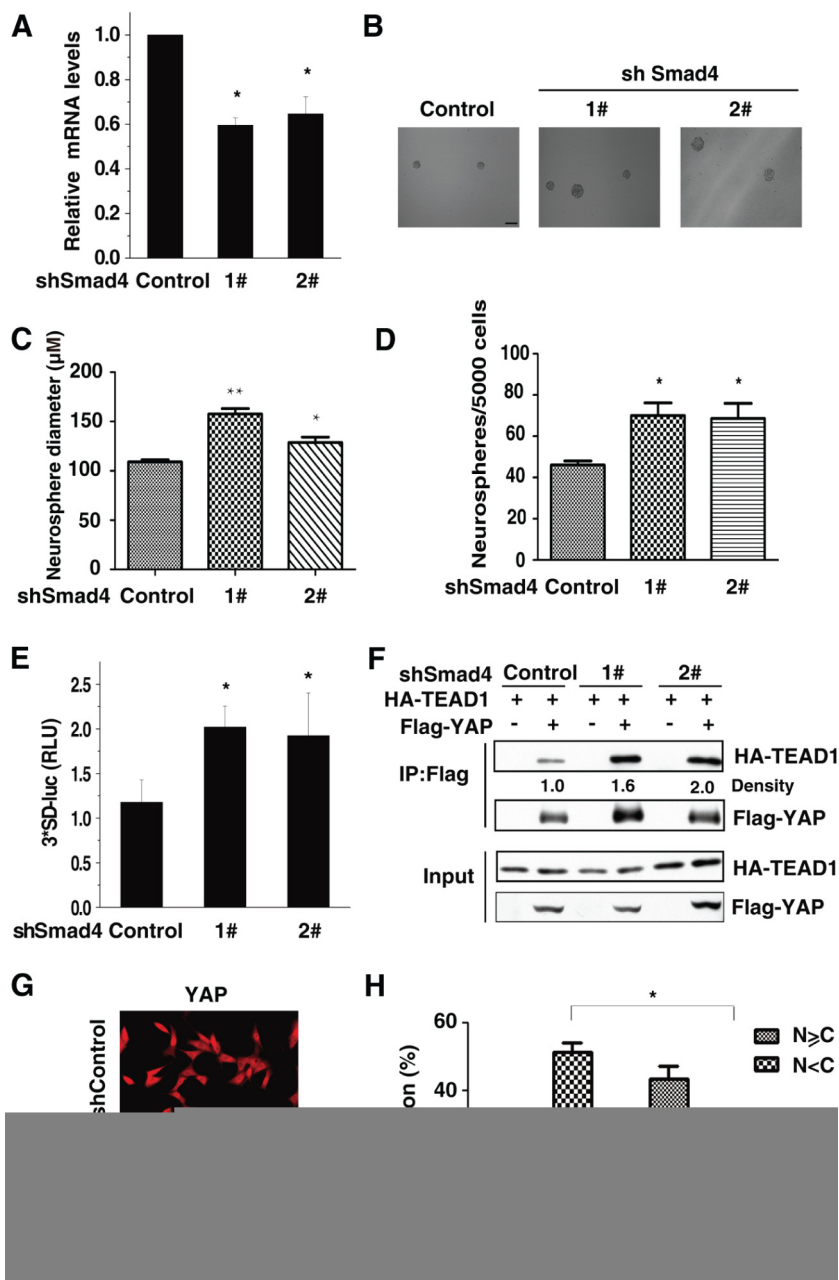 A
Relative mRNA levels
1.0
0.8
0.6
0.4
0.2
0.0
*
*
shSmad4 Control 1# 2#
B
sh Smad4
Control 1# 2#
C
Neurosphere diameter (µM)
200
150
100
50
0
**
*
shSmad4 Control 1# 2#
D
Neurospheres/5000 cells
100
80
60
40
20
0
*
*
shSmad4 Control 1# 2#
E
3*SD-luc (RLU)
2.5
2.0
1.5
1.0
0.5
0.0
*
*
shSmad4 Control 1# 2#
F
shSmad4 Control 1# 2#
HA-TEAD1 + + + + + +
Flag-YAP - + - + - +
IP:Flag
HA-TEAD1
1.0 1.6 2.0 Density
Flag-YAP
Input
HA-TEAD1
Flag-YAP
G
YAP
shControl
H
*
60
40
on (%)
N⩾C
N<C